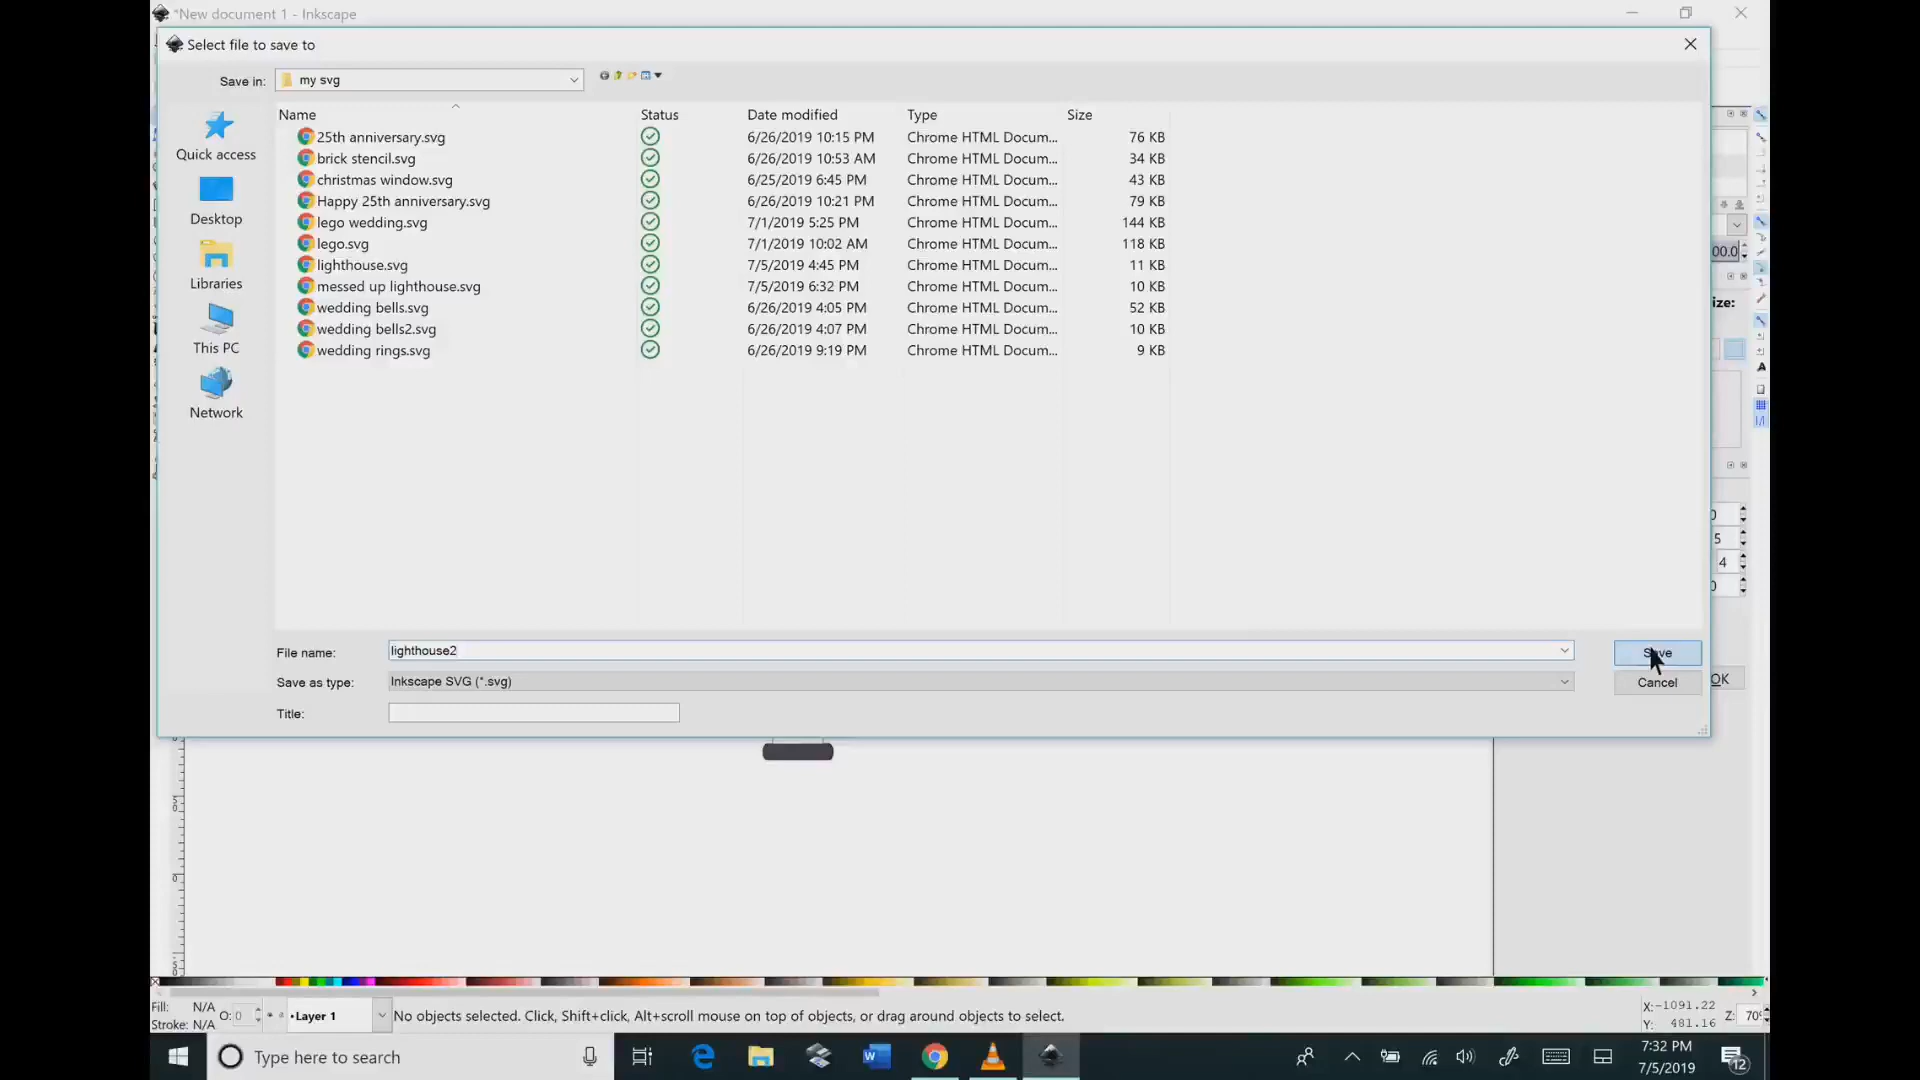 *New document 1 - Inkscape
Select file to save to
Save in: my svg
Name Status Date modified Type Size
25th anniversary.svg 6/26/2019 10:15 PM Chrome HTML Docum... 76 KB
brick stencil.svg 6/26/2019 10:53 AM Chrome HTML Docum... 34 KB
christmas window.svg 6/25/2019 6:45 PM Chrome HTML Docum... 43 KB
Happy 25th anniversary.svg 6/26/2019 10:21 PM Chrome HTML Docum... 79 KB
lego wedding.svg 7/1/2019 5:25 PM Chrome HTML Docum... 144 KB
lego.svg 7/1/2019 10:02 AM Chrome HTML Docum... 118 KB
lighthouse.svg 7/5/2019 4:45 PM Chrome HTML Docum... 11 KB
messed up lighthouse.svg 7/5/2019 6:32 PM Chrome HTML Docum... 10 KB
wedding bells.svg 6/26/2019 4:05 PM Chrome HTML Docum... 52 KB
wedding bells2.svg 6/26/2019 4:07 PM Chrome HTML Docum... 10 KB
wedding rings.svg 6/26/2019 9:19 PM Chrome HTML Docum... 9 KB
Quick access
Desktop
Libraries
This PC
Network
00.0
ize:
5
4
File name: lighthouse2 Save
Save as type: Inkscape SVG (*.svg) Cancel
OK
Title:
Fill: N/A
Stroke: N/A
O: 0
•Layer 1
No objects selected. Click, Shift+click, Alt+scroll mouse on top of objects, or drag around objects to select.
X:-1091.22
Y: 481.16
Z: 70
Type here to search
7:32 PM
7/5/2019
12